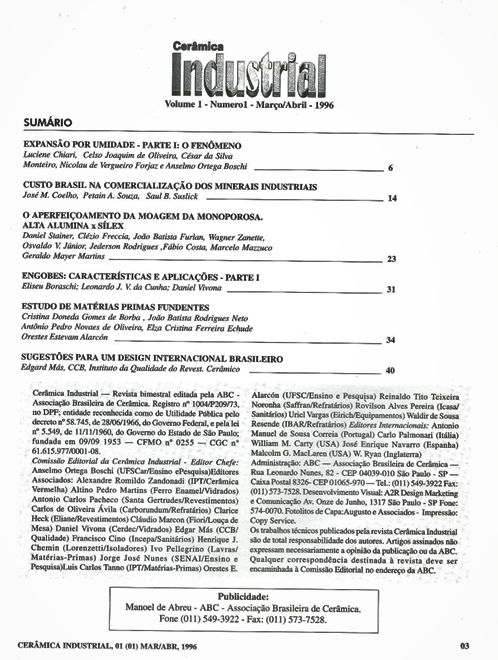 Cerâmica
Industrial
Volume 1 - Numero1 - Março/Abril - 1996
SUMÁRIO
EXPANSÃO POR UMIDADE - PARTE I: O FENÔMENO
Luciene Chiari, Celso Joaquim de Oliveira, César da Silva
Monteiro, Nicolau de Vergueiro Forjaz e Anselmo Ortega Boschi 6
CUSTO BRASIL NA COMERCIALIZAÇÃO DOS MINERAIS INDUSTRIAIS
José M. Coelho, Petain A. Souza, Saul B. Suslick 14
O APERFEIÇOAMENTO DA MOAGEM DA MONOPOROSA.
ALTA ALUMINA x SÍLEX
Daniel Stainer, Clézio Freccia, João Batista Furlan, Wagner Zanette,
Osvaldo V. Júnior, Jederson Rodrigues ,Fábio Costa, Marcelo Mazzuco
Geraldo Mayer Martins 23
ENGOBES: CARACTERÍSTICAS E APLICAÇÕES - PARTE I
Eliseu Boraschi; Leonardo J. V. da Cunha; Daniel Vivona 31
ESTUDO DE MATÉRIAS PRIMAS FUNDENTES
Cristina Doneda Gomes de Borba , João Batista Rodrigues Neto
Antônio Pedro Novaes de Oliveira, Elza Cristina Ferreira Echude
Orestes Estevam Alarcón 34
SUGESTÕES PARA UM DESIGN INTERNACIONAL BRASILEIRO
Edgard Más, CCB, Instituto da Qualidade do Revest. Cerâmico 40
Cerâmica Industrial — Revista bimestral editada pela ABC -
Associação Brasileira de Cerâmica. Registro nº 1004/P209/73,
no DPF; entidade reconhecida como de Utilidade Pública pelo
decreto nº 58.745, de 28/06/1966, do Governo Federal, e pela lei
nº 5.549, de 11/11/1960, do Governo do Estado de São Paulo;
fundada em 09/09 1953 — CFMO nº 0255 — CGC nº
61.615.977/0001-08.
Comissão Editorial da Cerâmica Industrial - Editor Chefe:
Anselmo Ortega Boschi (UFSCar/Ensino ePesquisa)Editores
Associados: Alexandre Romildo Zandonadi (IPT/Cerâmica
Vermelha) Altino Pedro Martins (Ferro Enamel/Vidrados)
Antonio Carlos Pacheco (Santa Gertrudes/Revestimentos)
Carlos de Oliveira Ávila (Carborundum/Refratários) Clarice
Heck (Eliane/Revestimentos) Cláudio Marcon (Fiori/Louça de
Mesa) Daniel Vivona (Cerdec/Vidrados) Edgar Más (CCB/
Qualidade) Francisco Cino (Incepa/Sanitários) Henrique J.
Chemin (Lorenzetti/Isoladores) Ivo Pellegrino (Lavras/
Matérias-Primas) Jorge José Nunes (SENAI/Ensino e
Pesquisa)Luis Carlos Tanno (IPT/Matérias-Primas) Orestes E.
Alarcón (UFSC/Ensino e Pesquisa) Reinaldo Tito Teixeira
Noronha (Saffran/Refratários) Rovilson Alves Pereira (Icasa/
Sanitários) Uriel Vargas (Eirich/Equipamentos) Waldir de Sousa
Resende (IBAR/Refratários) Editores Internacionais: Antonio
Manuel de Sousa Correia (Portugal) Carlo Palmonari (Itália)
William M. Carty (USA) José Enrique Navarro (Espanha)
Malcolm G. MacLaren (USA) W. Ryan (Inglaterra)
Administração: ABC — Associação Brasileira de Cerâmica —
Rua Leonardo Nunes, 82 - CEP 04039-010 São Paulo - SP —
Caixa Postal 8326- CEP 01065-970 — Tel.: (011) 549-3922 Fax:
(011) 573-7528. Desenvolvimento Visual: A2R Design Marketing
e Comunicação Av. Onze de Junho, 1317 São Paulo - SP Fone:
574-0070. Fotolitos de Capa:Augusto e Associados - Impressão:
Copy Service.
Os trabalhos técnicos publicados pela revista Cerâmica Industrial
são de total responsabilidade dos autores. Artigos assinados não
expressam necessariamente a opinião da publicação ou da ABC.
Qualquer correspondência destinada à revista deve ser
encaminhada à Comissão Editorial no endereço da ABC.
Publicidade:
Manoel de Abreu - ABC - Associação Brasileira de Cerâmica.
Fone (011) 549-3922 - Fax: (011) 573-7528.
CERÂMICA INDUSTRIAL, 01 (01) MAR/ABR, 1996 03